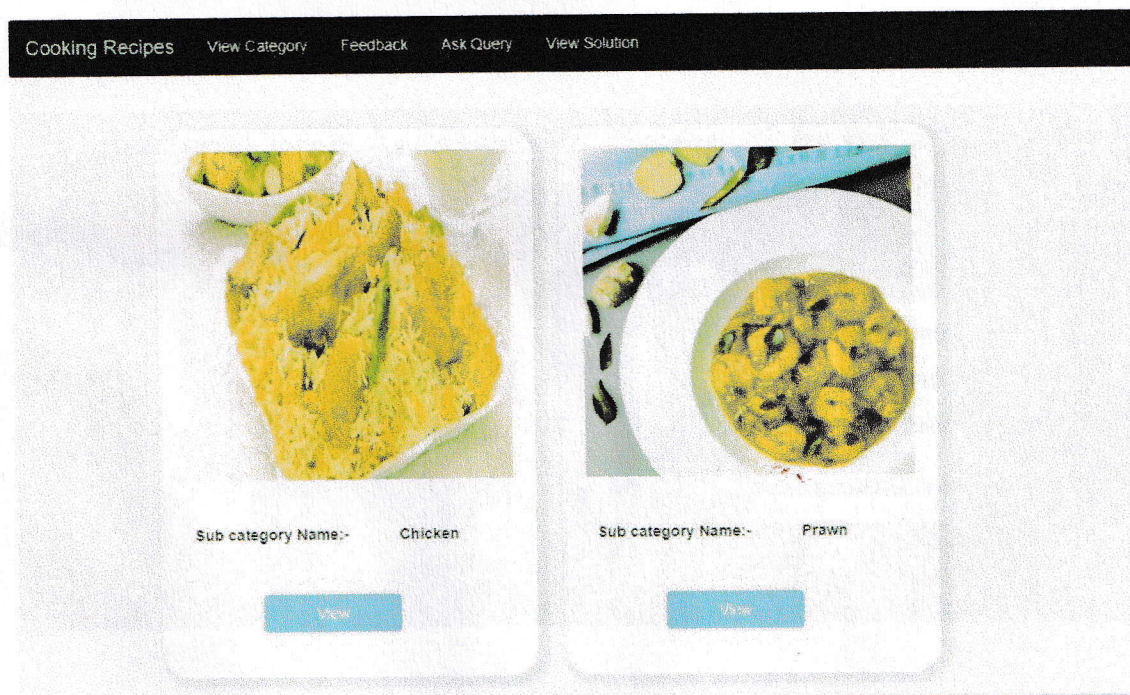 Cooking Recipes View Category Feedback Ask Query View Solution
Sub category Name:- Chicken
Sub category Name:- Prawn
View
View